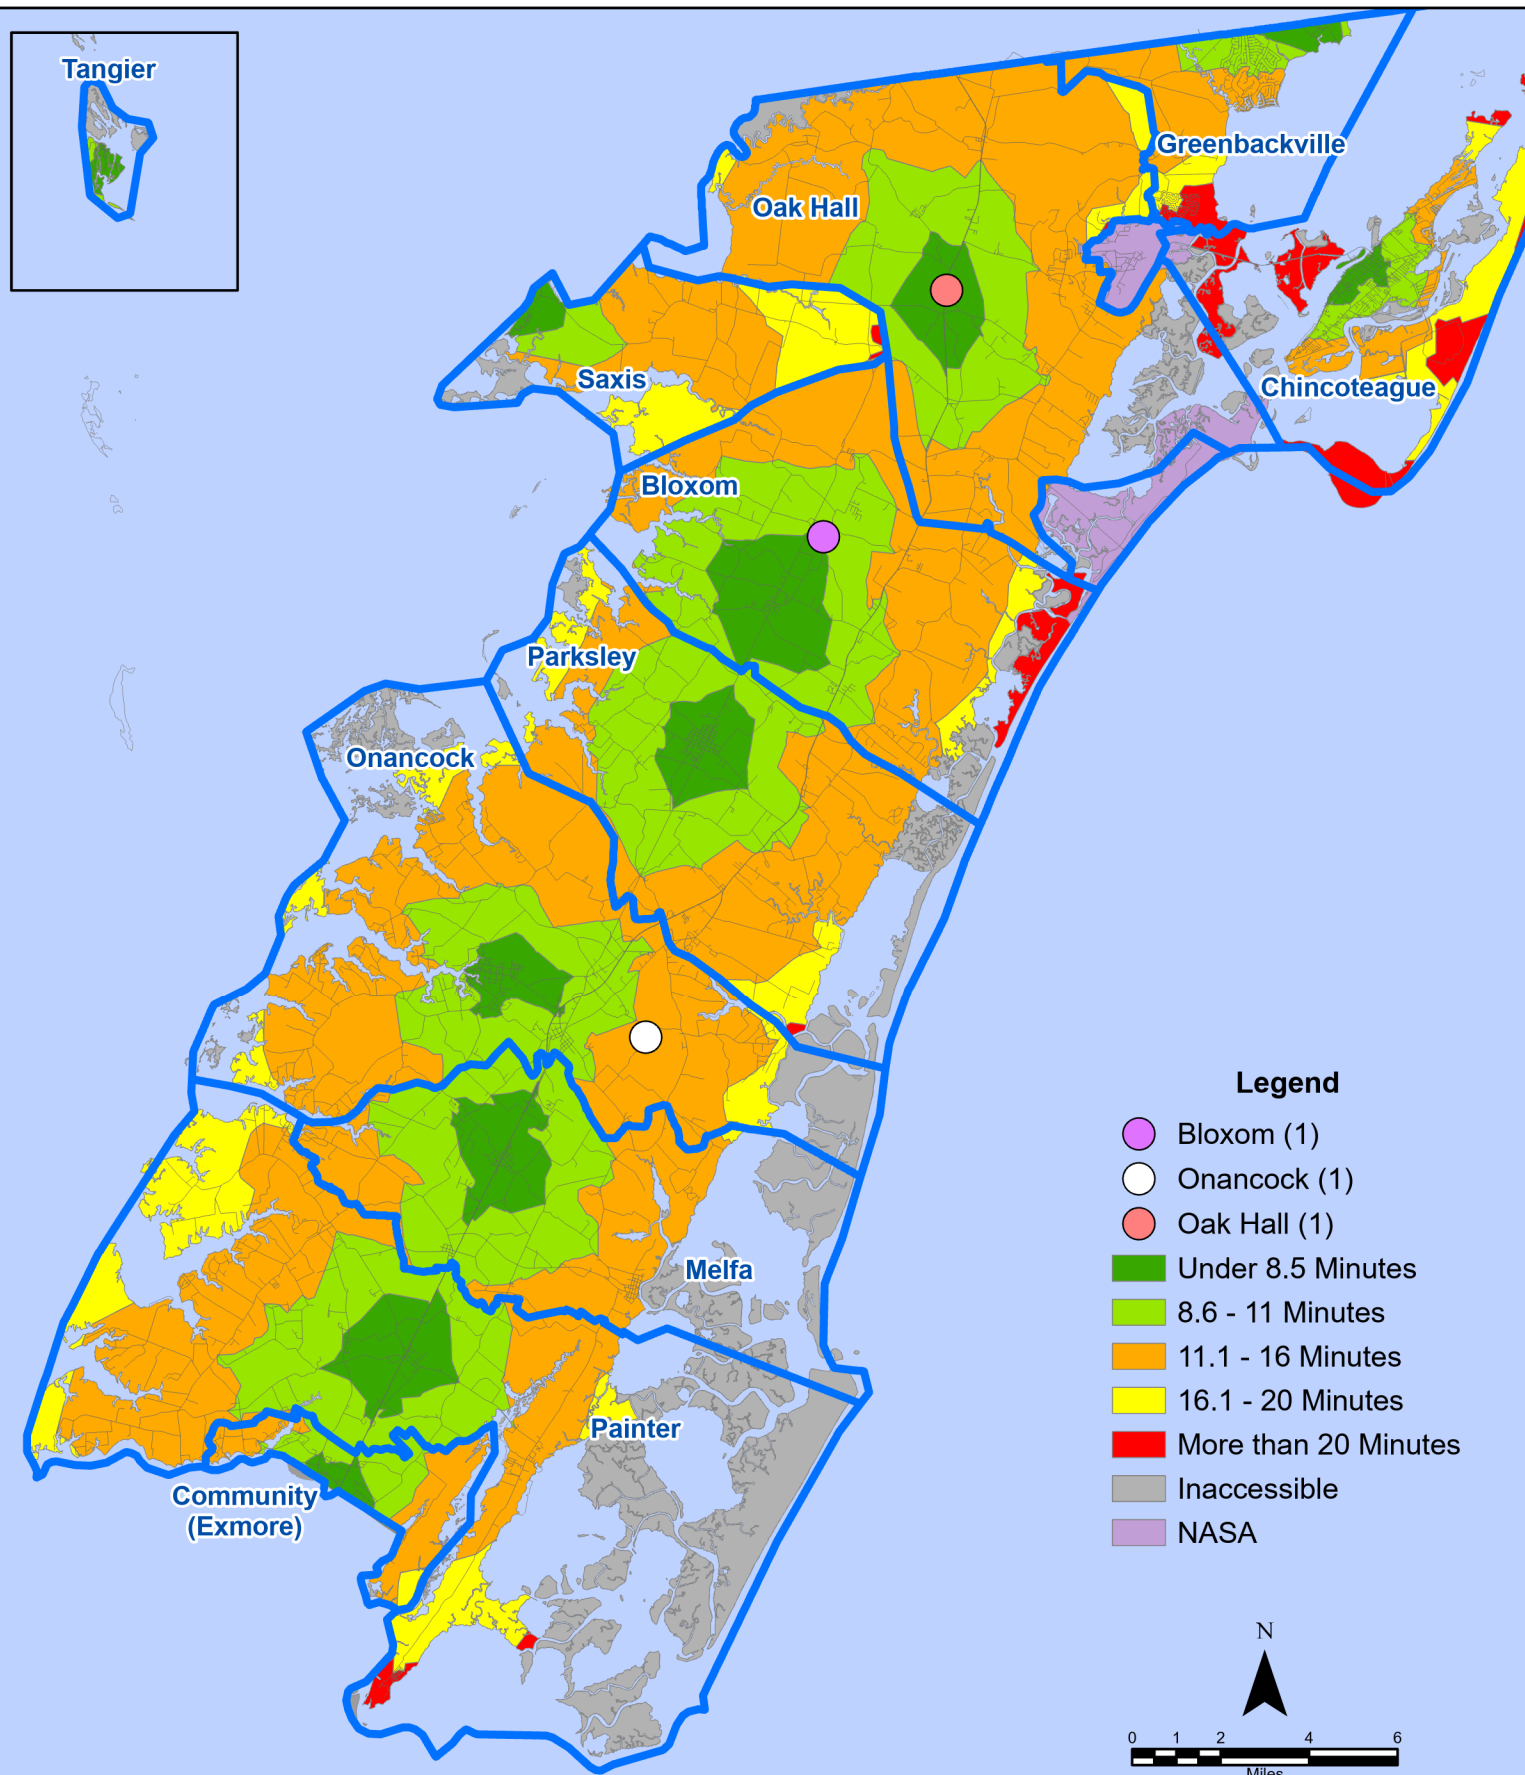 Tangier
Greenbackville
Oak Hall
Saxis
Chincoteague
Bloxom
Parksley
Onancock
Melfa
Painter
Community
(Exmore)
Legend
Bloxom (1)
Onancock (1)
Oak Hall (1)
Under 8.5 Minutes
8.6 - 11 Minutes
11.1 - 16 Minutes
16.1 - 20 Minutes
More than 20 Minutes
Inaccessible
NASA
N
0 1 2 4 6
Miles